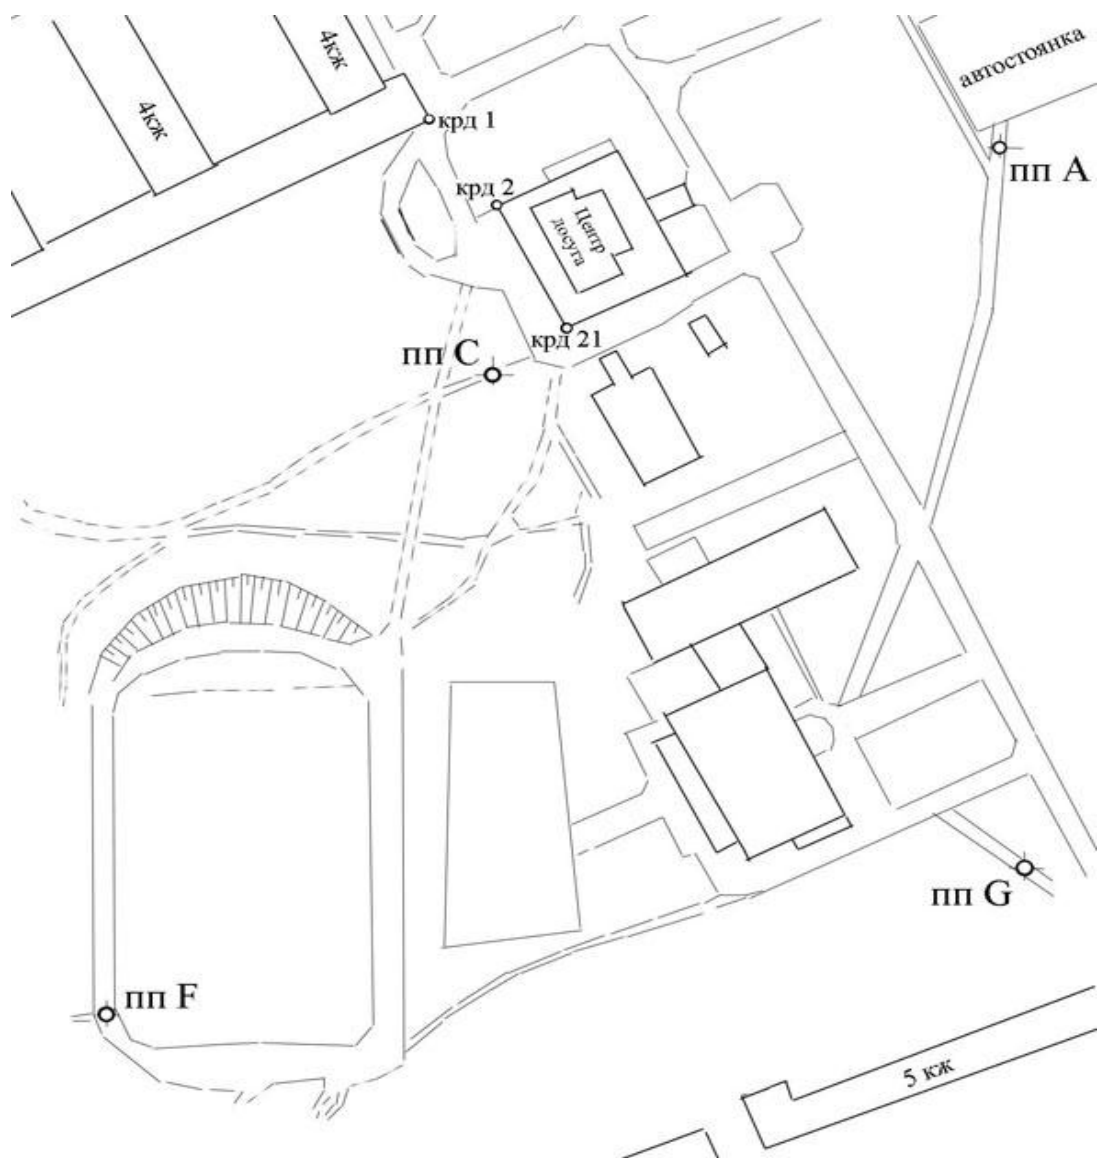 4кж
4кж
автостоянка
крд 1
пп А
крд 2
Центр
досуга
крд 21
пп С
пп G
пп F
5 кж